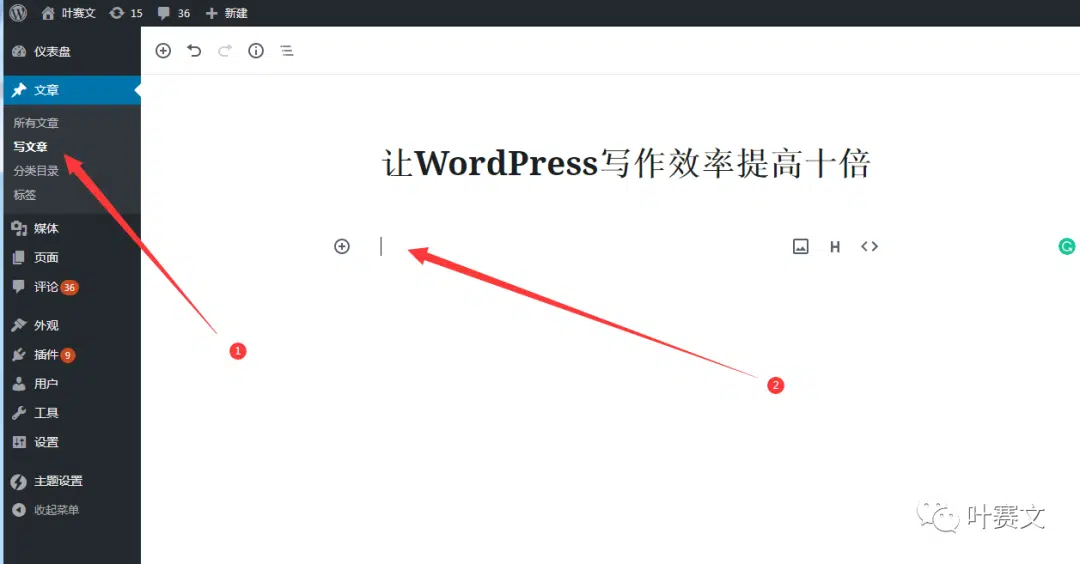 叶赛文 15 36 新建
仪表盘
文章
所有文章
写文章
分类目录
标签
媒体
页面
评论 36
外观
插件 9
用户
工具
设置
主题设置
收起菜单
让WordPress写作效率提高十倍
H
1
2
叶赛文